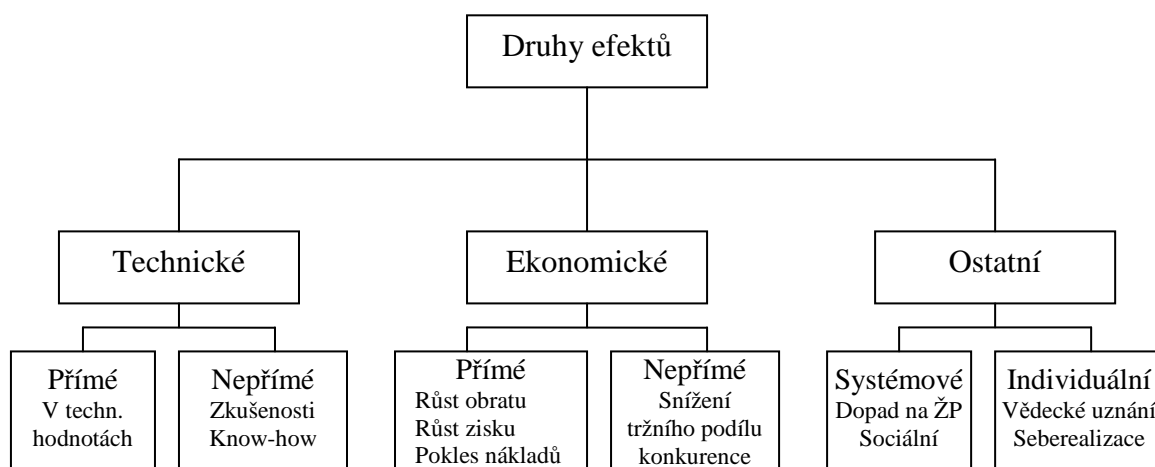 Druhy efektů
Technické
Ekonomické
Ostatní
Přímé
V techn.
hodnotách
Nepřímé
Zkušenosti
Know-how
Přímé
Růst obratu
Růst zisku
Pokles nákladů
Nepřímé
Snížení
tržního podílu
konkurence
Systémové
Dopad na ŽP
Sociální
Individuální
Vědecké uznání
Seberealizace